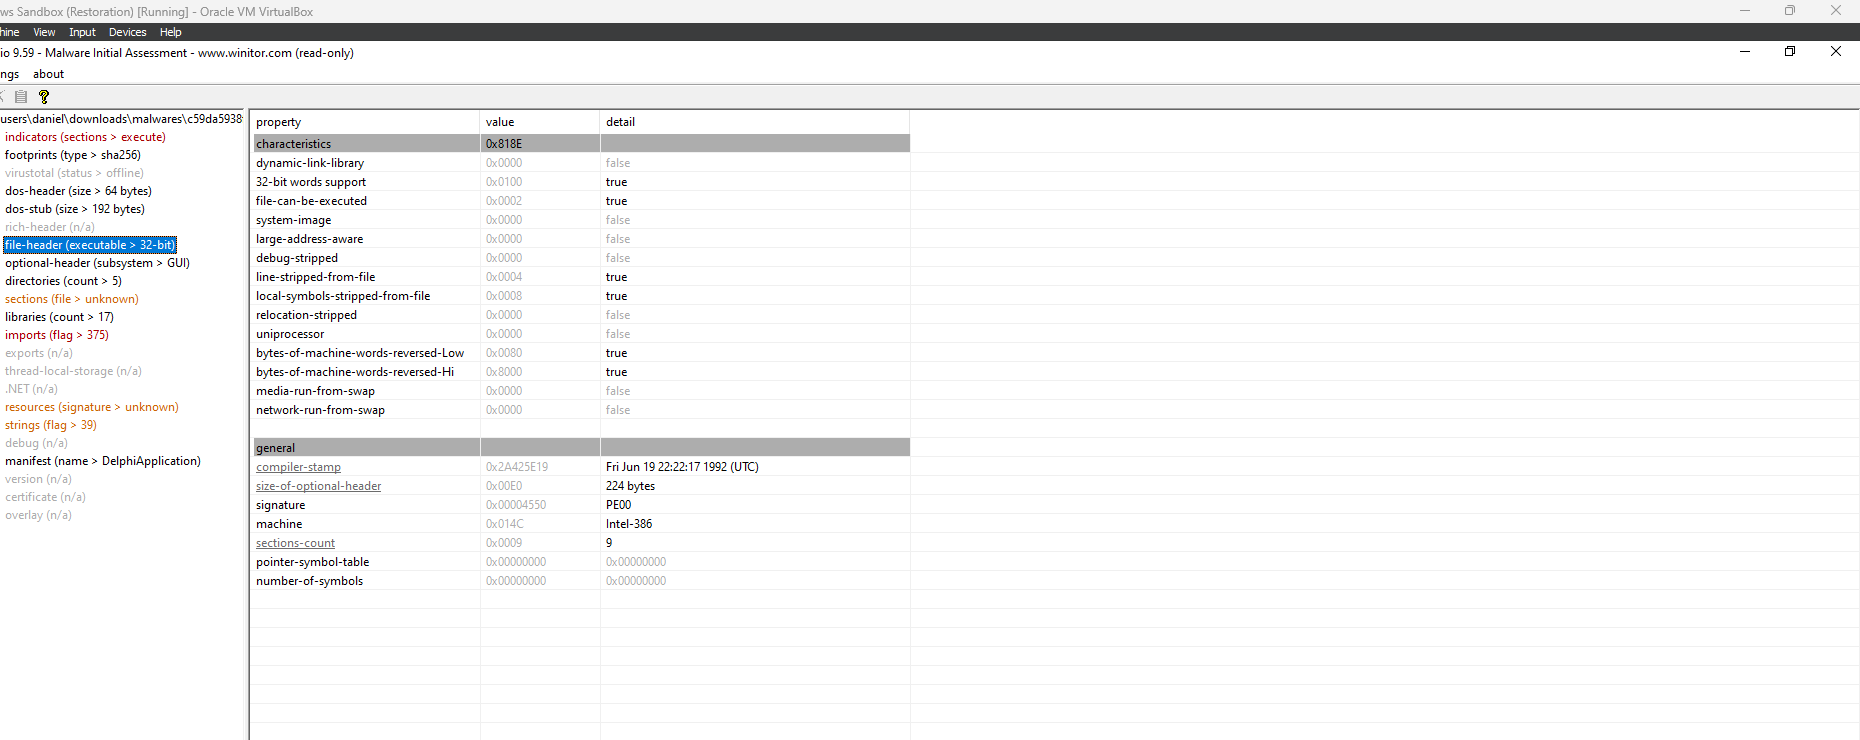 ws Sandbox (Restoration) [Running] - Oracle VM VirtualBox
hine View Input Devices Help
io 9.59 - Malware Initial Assessment - www.winitor.com (read-only)
ngs about
users\daniel\downloads\malwares\c59da5938
indicators (sections > execute)
footprints (type > sha256)
virustotal (status > offline)
dos-header (size > 64 bytes)
dos-stub (size > 192 bytes)
rich-header (n/a)
file-header (executable > 32-bit)
optional-header (subsystem > GUI)
directories (count > 5)
sections (file > unknown)
libraries (count > 17)
imports (flag > 375)
exports (n/a)
thread-local-storage (n/a)
.NET (n/a)
resources (signature > unknown)
strings (flag > 39)
debug (n/a)
manifest (name > DelphiApplication)
version (n/a)
certificate (n/a)
overlay (n/a)
property value detail
characteristics 0x818E
dynamic-link-library 0x0000 false
32-bit words support 0x0100 true
file-can-be-executed 0x0002 true
system-image 0x0000 false
large-address-aware 0x0000 false
debug-stripped 0x0000 false
line-stripped-from-file 0x0004 true
local-symbols-stripped-from-file 0x0008 true
relocation-stripped 0x0000 false
uniprocessor 0x0000 false
bytes-of-machine-words-reversed-Low 0x0080 true
bytes-of-machine-words-reversed-Hi 0x8000 true
media-run-from-swap 0x0000 false
network-run-from-swap 0x0000 false
general
compiler-stamp 0x2A425E19 Fri Jun 19 22:22:17 1992 (UTC)
size-of-optional-header 0x00E0 224 bytes
signature 0x00004550 PE00
machine 0x014C Intel-386
sections-count 0x0009 9
pointer-symbol-table 0x00000000 0x00000000
number-of-symbols 0x00000000 0x00000000